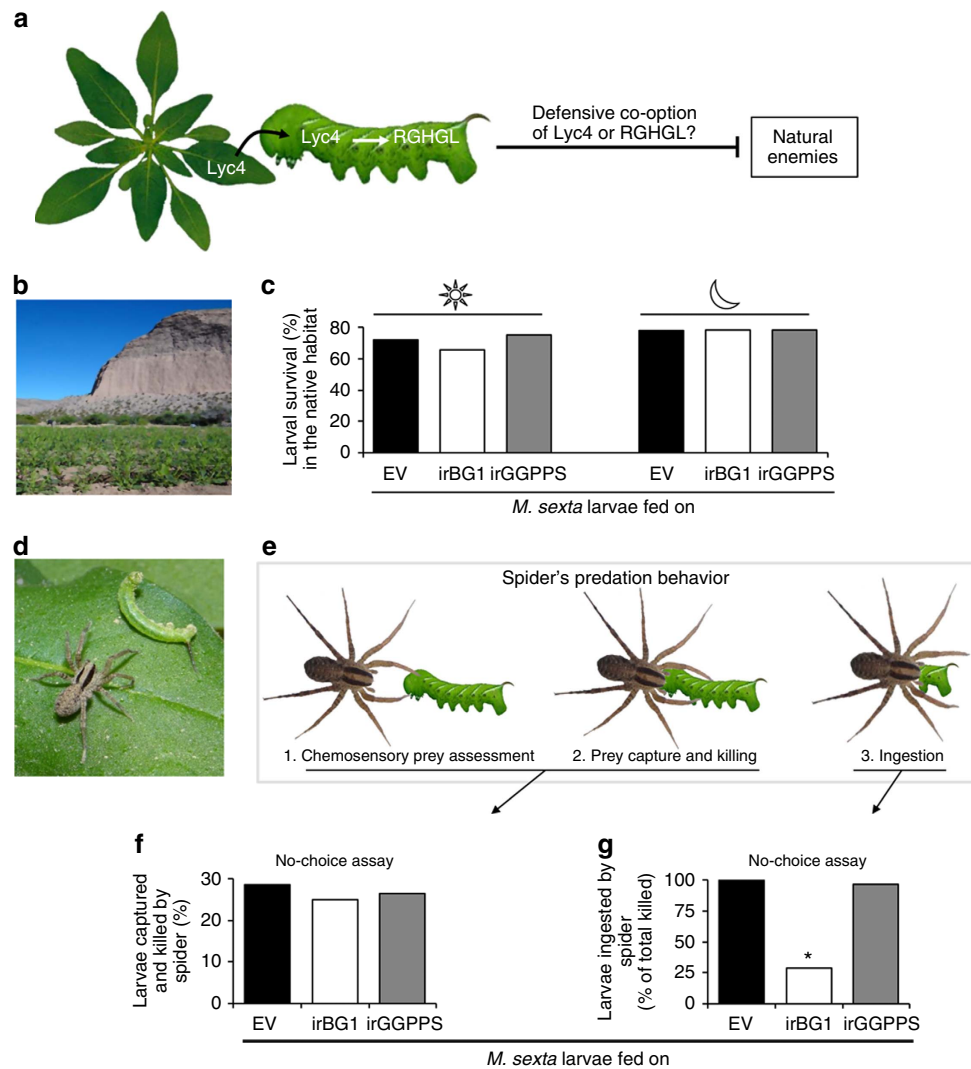 a
Lyc4
Lyc4
RGHGL
Defensive co-option
of Lyc4 or RGHGL?
Natural
enemies
b
c
Larval survival (%)
in the native habitat
80
60
40
20
0
EV irBG1 irGGPPS
EV irBG1 irGGPPS
M. sexta larvae fed on
d
e
Spider's predation behavior
1. Chemosensory prey assessment
2. Prey capture and killing
3. Ingestion
f
No-choice assay
Larvae captured
and killed by
spider (%)
30
20
10
0
EV irBG1 irGGPPS
g
No-choice assay
Larvae ingested by
spider
(% of total killed)
100
75
50
25
0
*
EV irBG1 irGGPPS
M. sexta larvae fed on